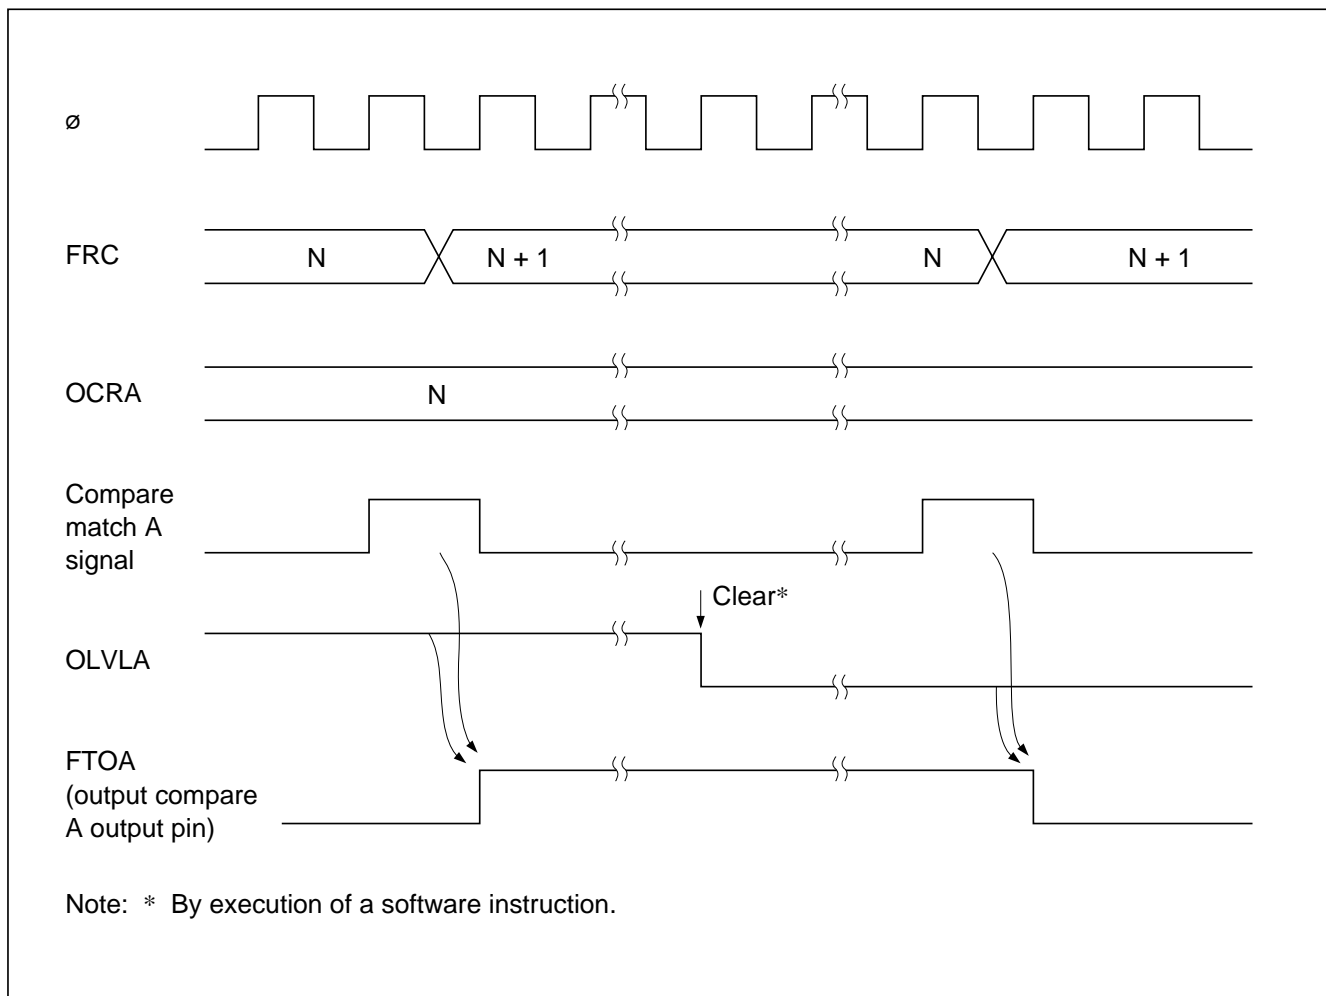 ø
FRC
N
N + 1
N
N + 1
OCRA
N
Compare
match A
signal
Clear*
OLVLA
FTOA
(output compare
A output pin)
Note: * By execution of a software instruction.